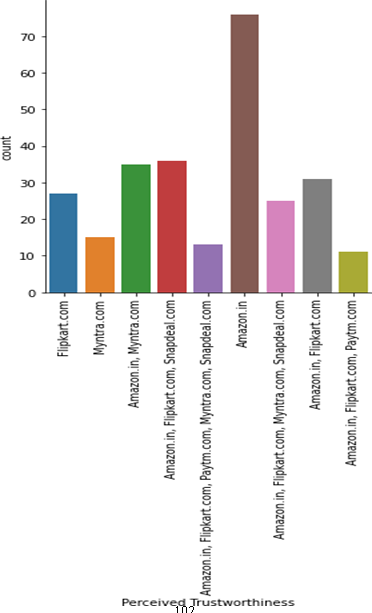 count
70
60
50
40
30
20
10
0
Flipkart.com
Myntra.com
Amazon.in, Myntra.com
Amazon.in, Flipkart.com, Snapdeal.com
Amazon.in, Flipkart.com, Paytm.com, Myntra.com, Snapdeal.com
Amazon.in
Amazon.in, Flipkart.com, Myntra.com, Snapdeal.com
Amazon.in, Flipkart.com
Amazon.in, Flipkart.com, Paytm.com
Perceived Trustworthiness
102